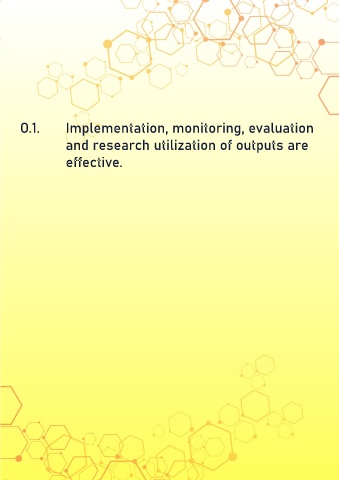 O.1. Implementation, monitoring, evaluation
and research utilization of outputs are
effective.